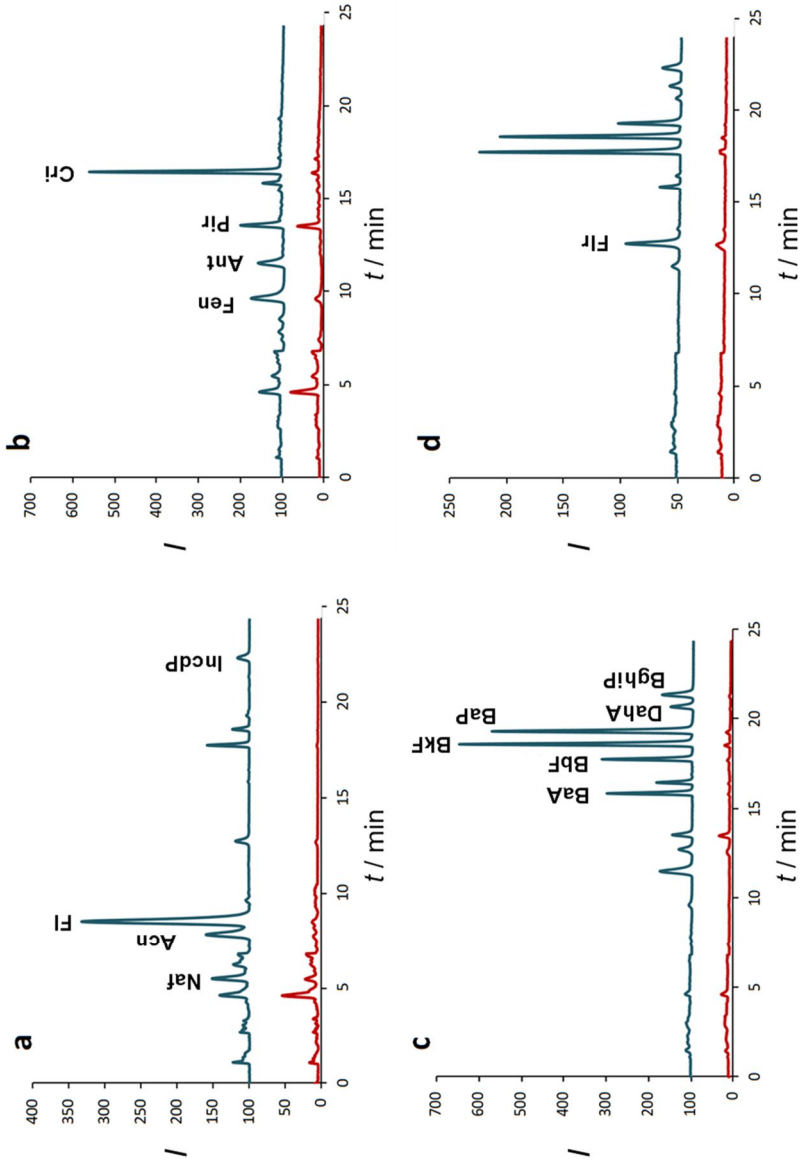 a
I
400
350
300
250
200
150
100
50
0
Naf
Acn
Fl
IncdP
0
5
10
15
20
25
t / min
b
I
700
600
500
400
300
200
100
0
Fen
Ant
Pir
Cri
0
5
10
15
20
25
t / min
c
I
700
600
500
400
300
200
100
0
BaA
BbF
BkF
BaP
DahA
BghiP
0
5
10
15
20
25
t / min
d
I
250
200
150
100
50
0
Flr
0
5
10
15
20
25
t / min